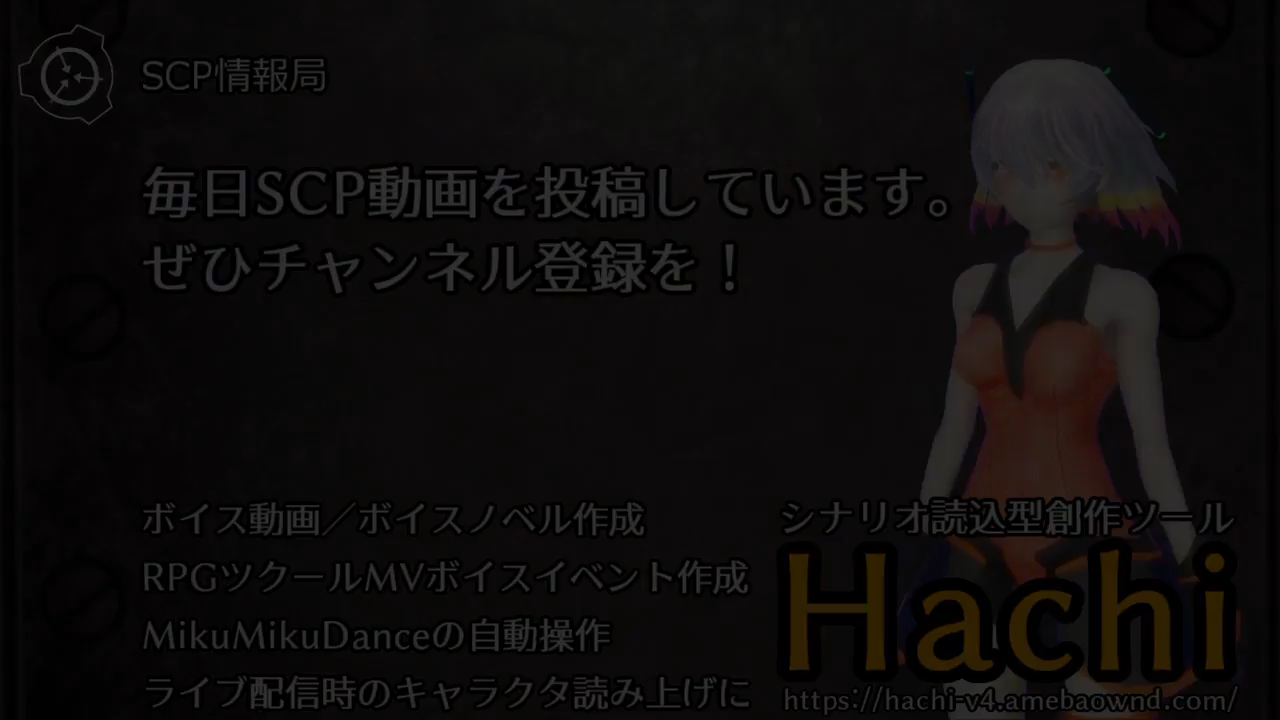 SCP情報局
毎日SCP動画を投稿しています。
ぜひチャンネル登録を！
ボイス動画／ボイスノベル作成
RPGツクールMVボイスイベント作成
MikuMikuDanceの自動操作
ライブ配信時のキャラクタ読み上げに
シナリオ読込型創作ツール
Hachi
https://hachi-v4.amebaownd.com/